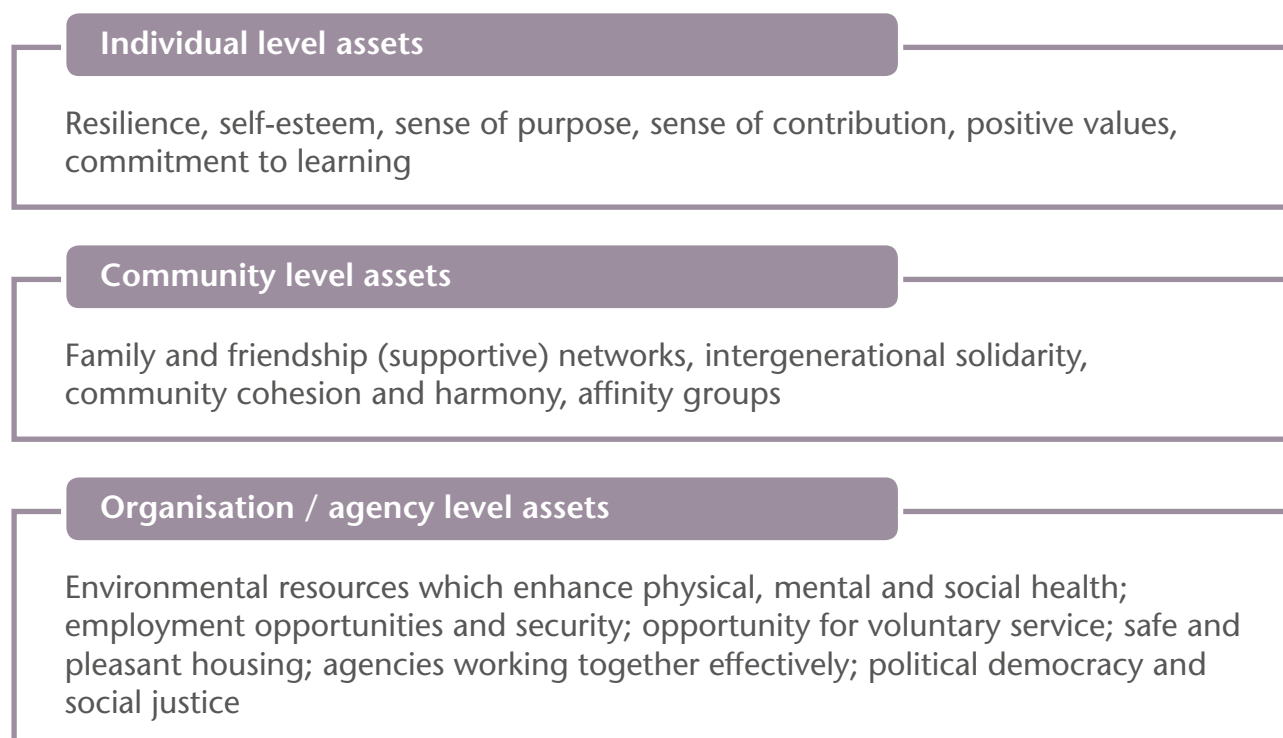 Individual level assets
Resilience, self-esteem, sense of purpose, sense of contribution, positive values,
commitment to learning
Community level assets
Family and friendship (supportive) networks, intergenerational solidarity,
community cohesion and harmony, affinity groups
Organisation / agency level assets
Environmental resources which enhance physical, mental and social health;
employment opportunities and security; opportunity for voluntary service; safe and
pleasant housing; agencies working together effectively; political democracy and
social justice